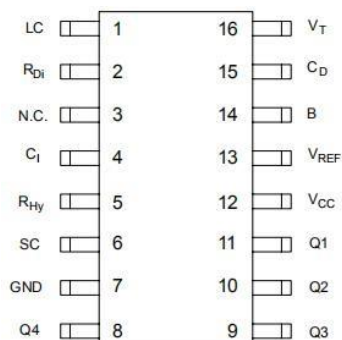 LC 1 16 VT
RDi 2 15 CD
N.C. 3 14 B
CI 4 13 VREF
RHy 5 12 VCC
SC 6 11 Q1
GND 7 10 Q2
Q4 8 9 Q3